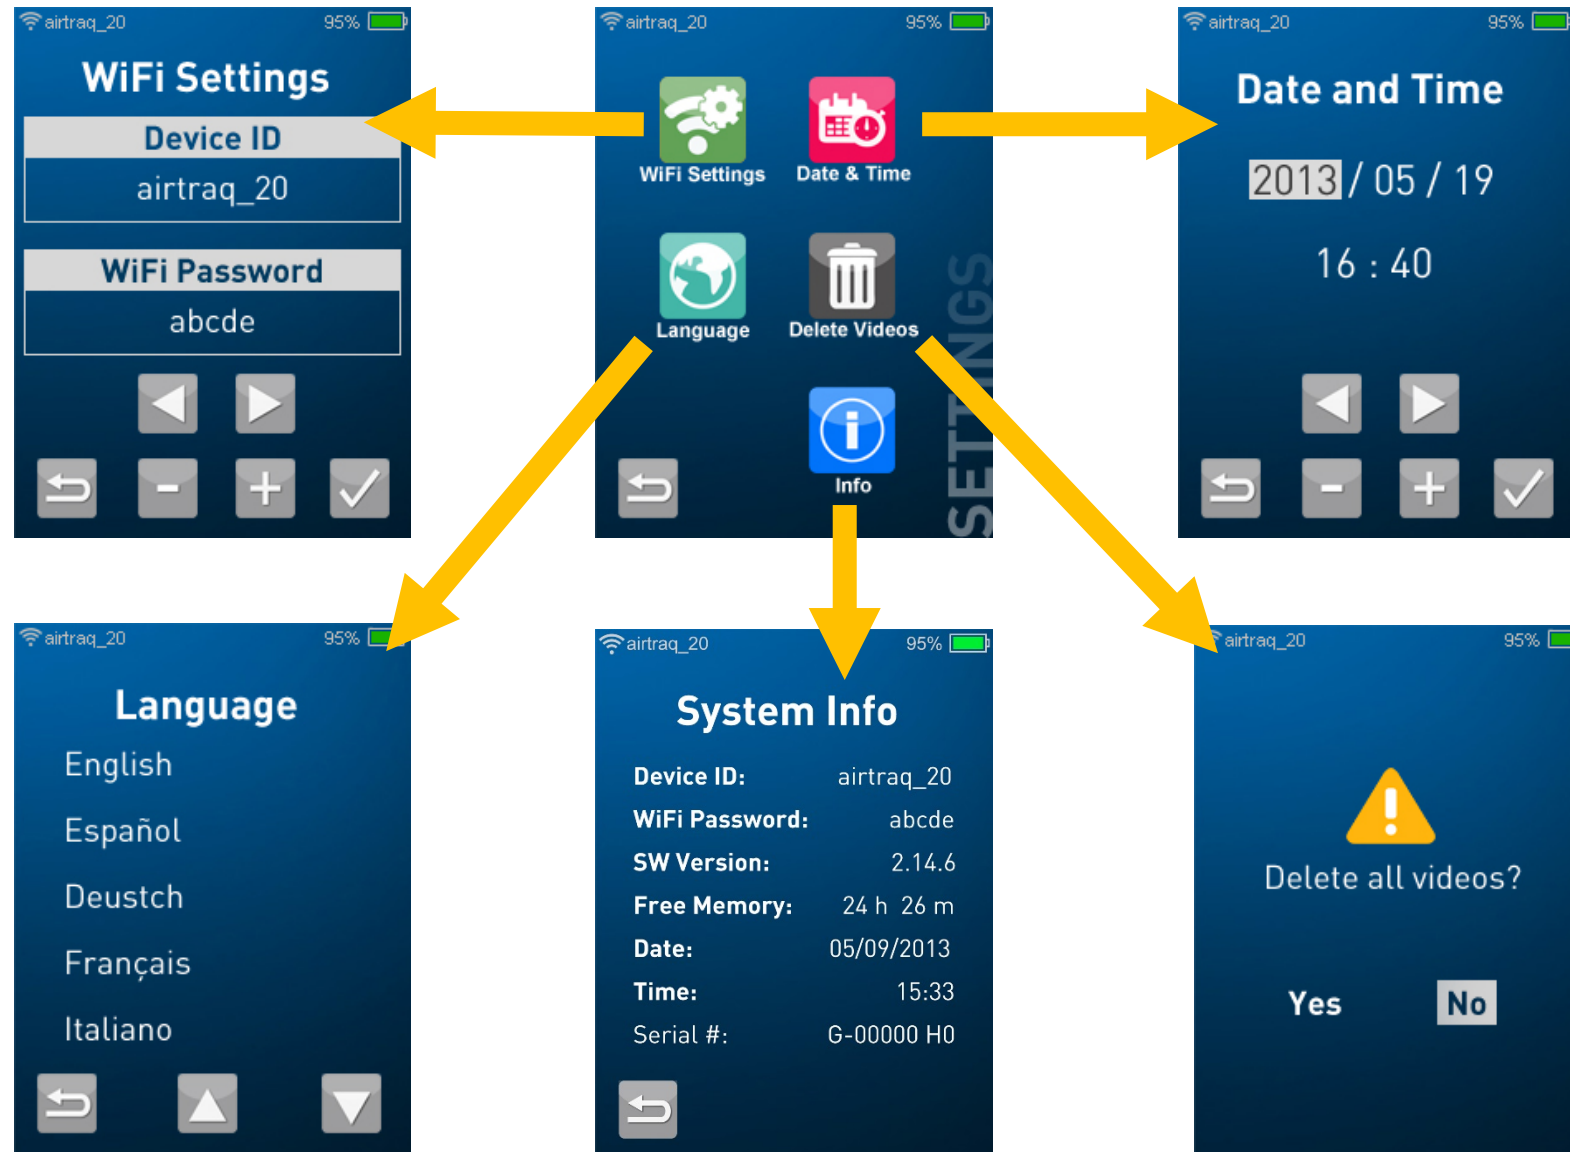 airtraq_20 95%
WiFi Settings
Device ID
airtraq_20
WiFi Password
abcde
airtraq_20 95%
WiFi Settings
Date & Time
Language
Delete Videos
Info
SETTINGS
airtraq_20 95%
Date and Time
2013 / 05 / 19
16 : 40
airtraq_20 95%
Language
English
Español
Deustch
Français
Italiano
airtraq_20 95%
System Info
Device ID: airtraq_20
WiFi Password: abcde
SW Version: 2.14.6
Free Memory: 24 h 26 m
Date: 05/09/2013
Time: 15:33
Serial #: G-00000 H0
airtraq_20 95%
Delete all videos?
Yes No